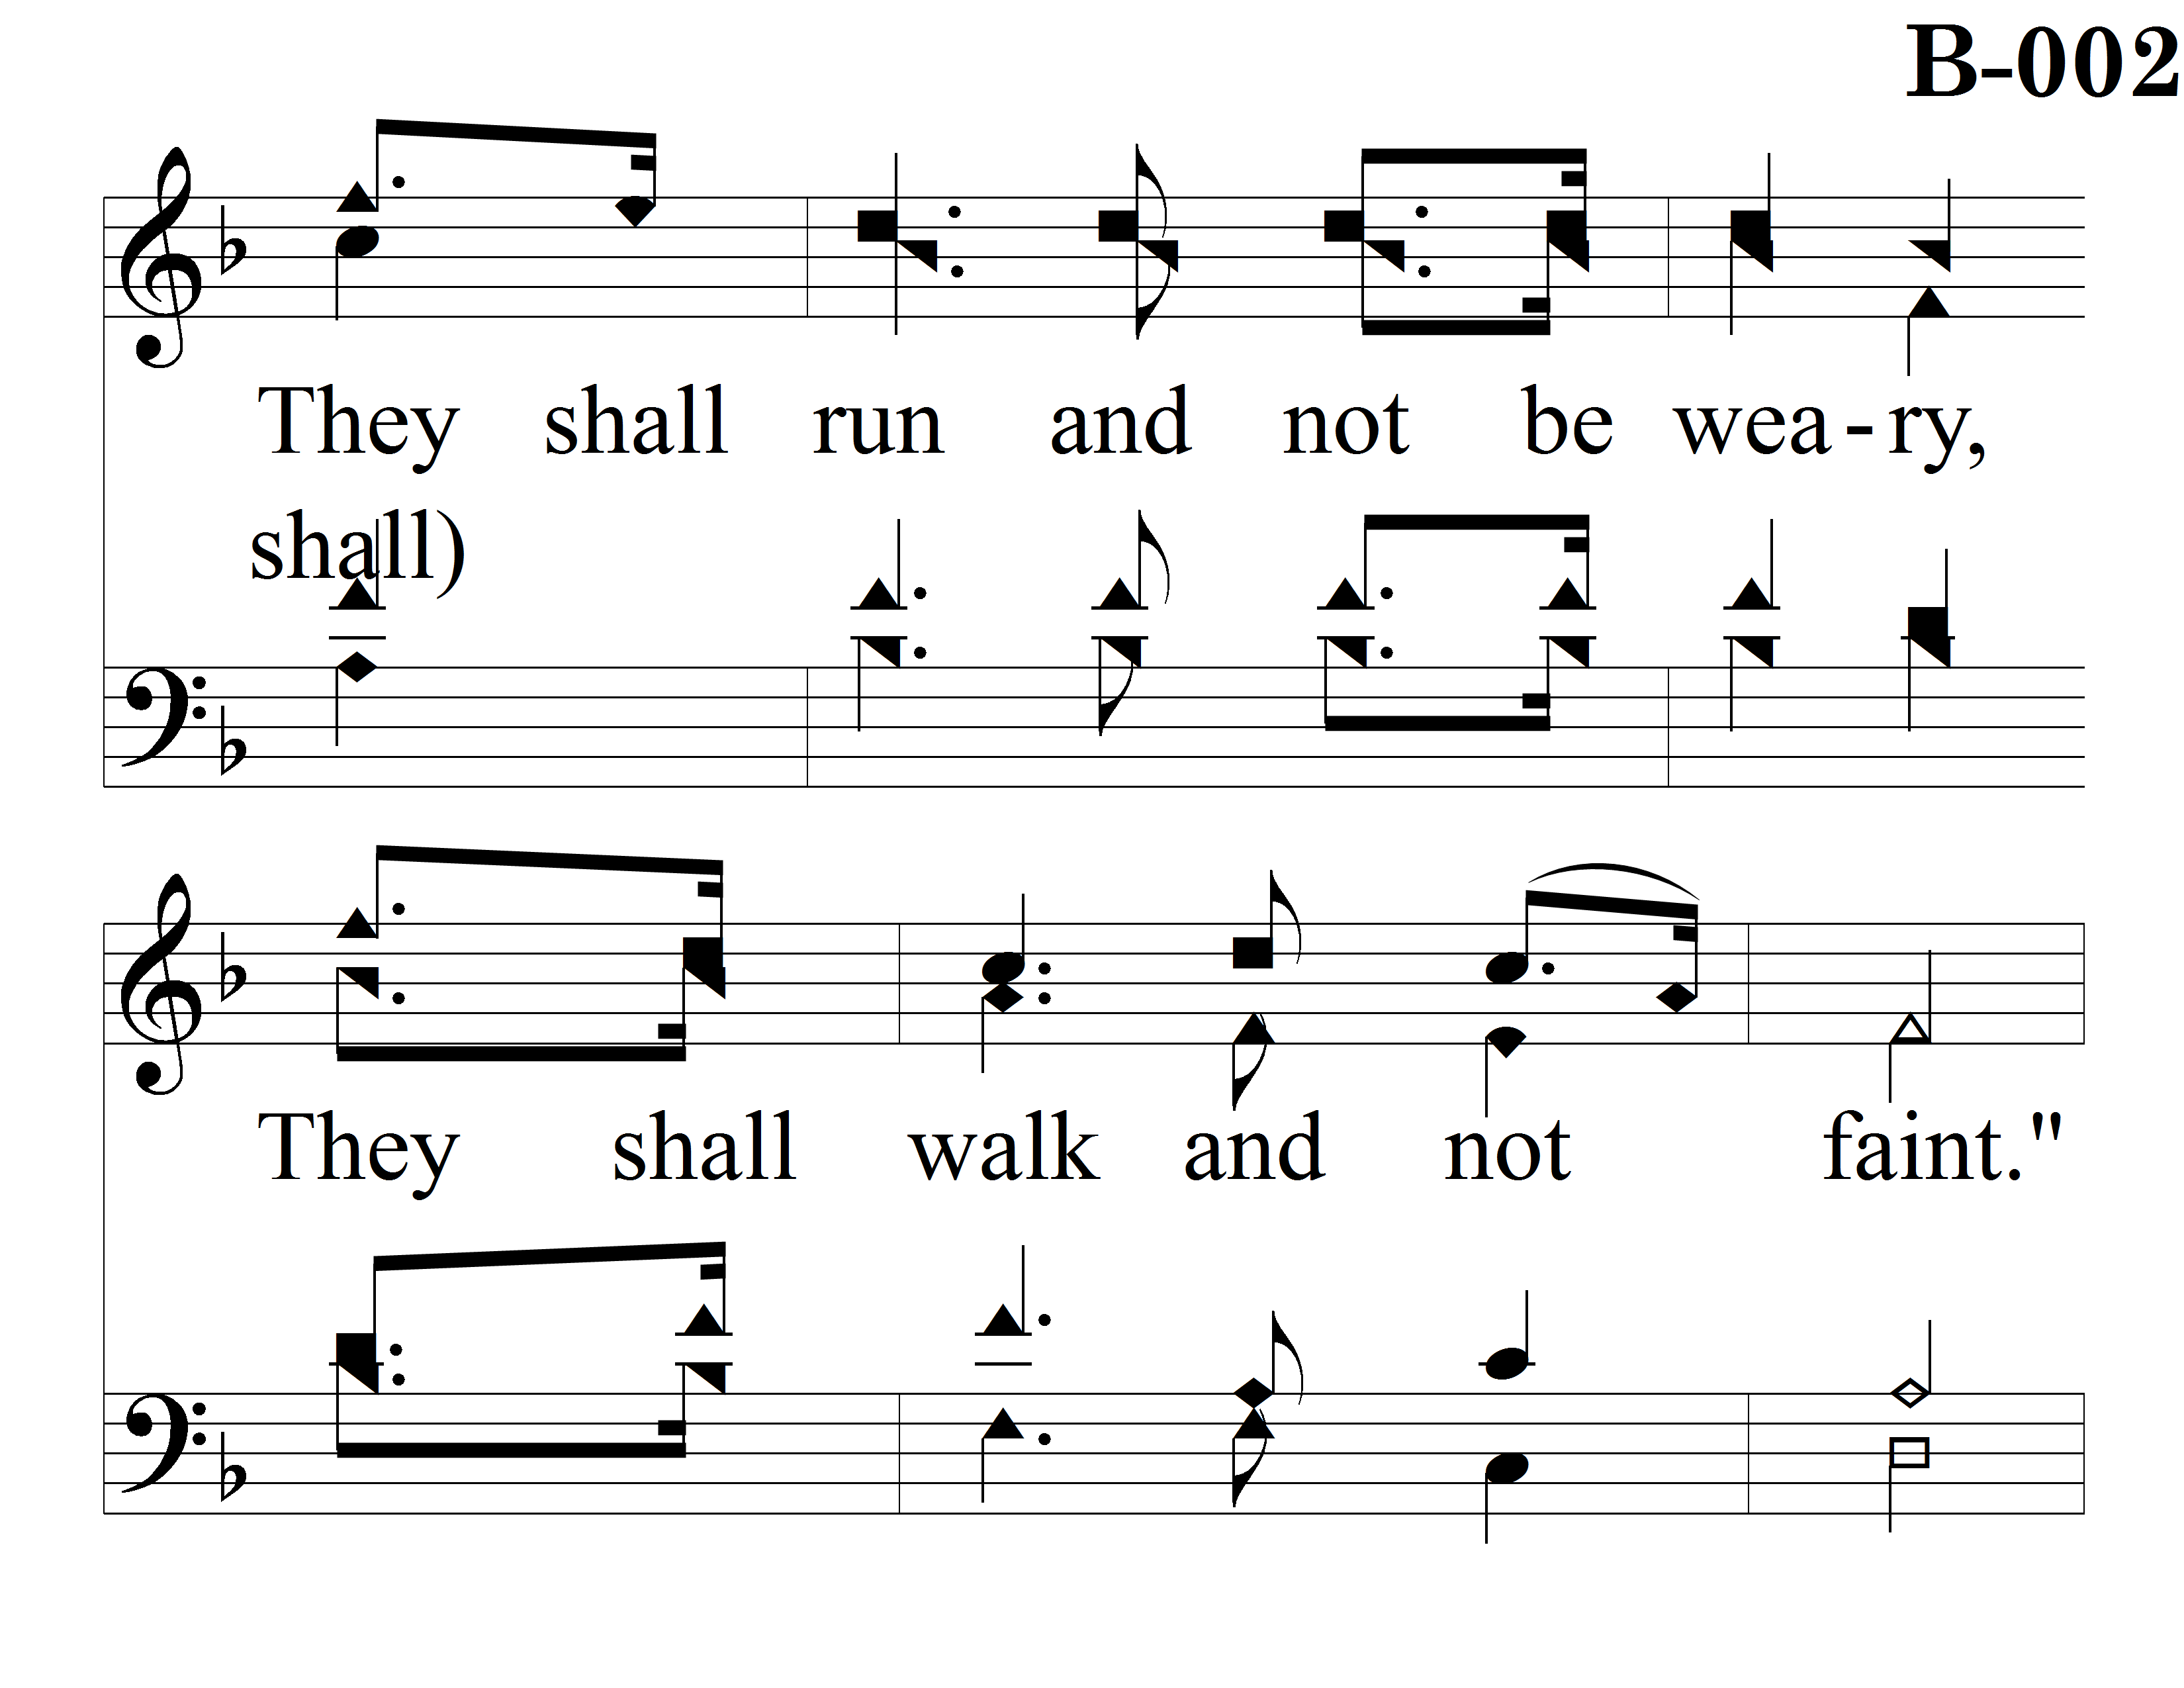 B-002
They shall run and not be wea - ry,
shall)
They shall walk and not faint."